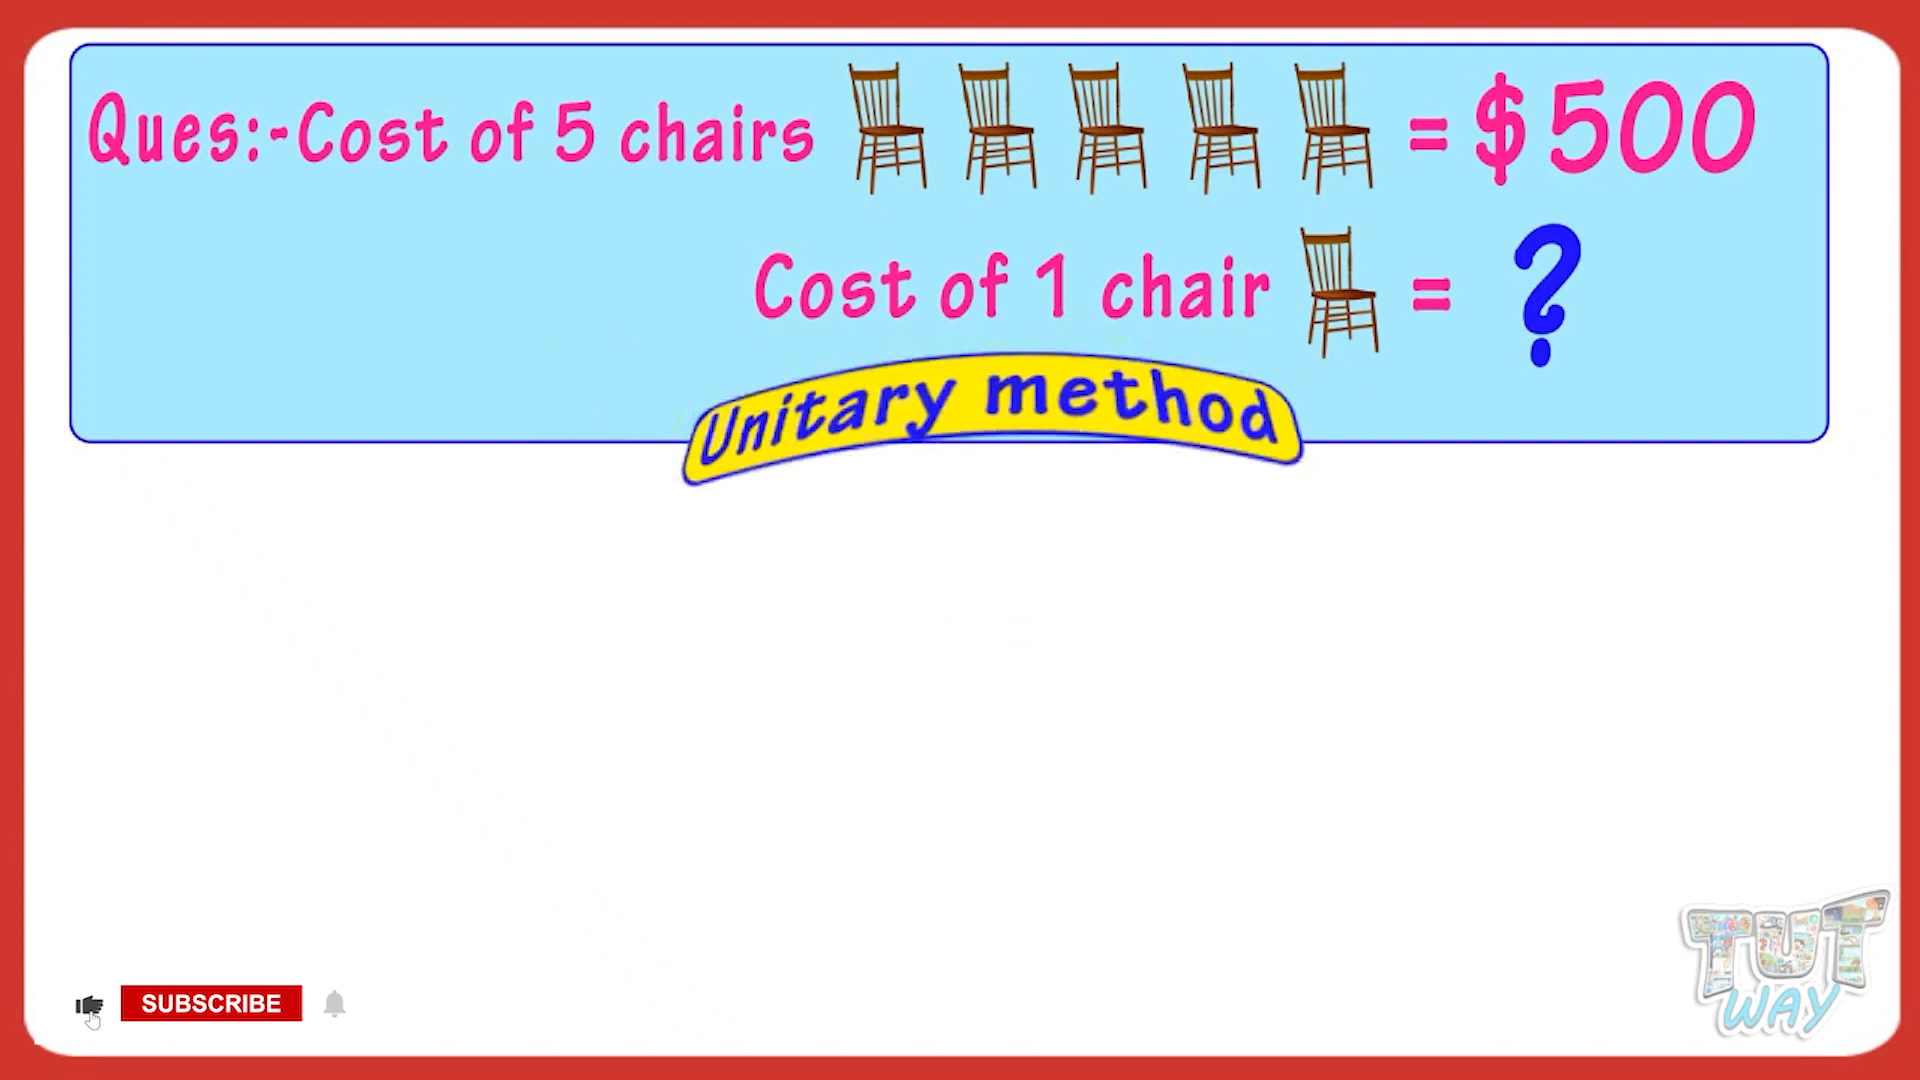 Ques:-Cost of 5 chairs = $500
Cost of 1 chair = ?
Unitary method
SUBSCRIBE
TUT
WAY